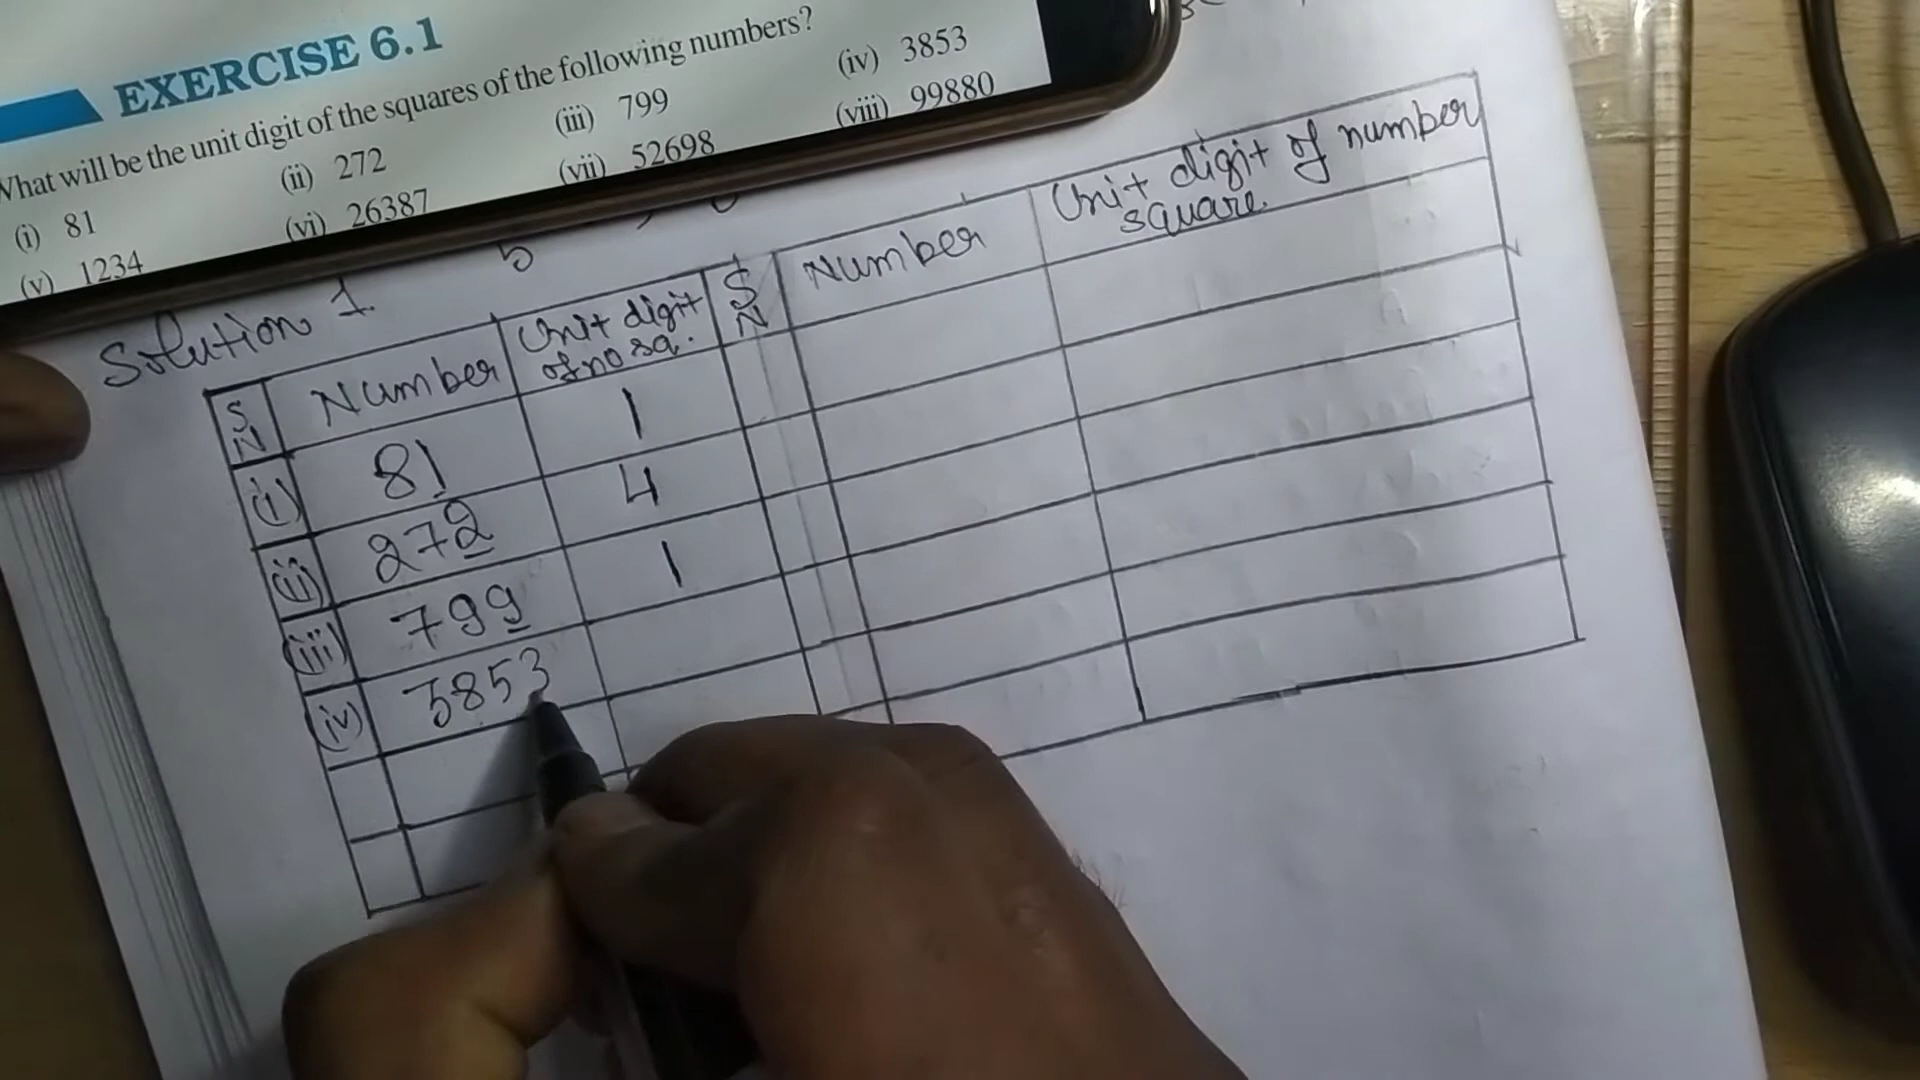 EXERCISE 6.1
What will be the unit digit of the squares of the following numbers?
(i) 81 (ii) 272 (iii) 799 (iv) 3853
(v) 1234 (vi) 26387 (vii) 52698 (viii) 99880
Solution 1.
SN Number Unit digit of no sq. SN Number Unit digit of number square.
(i) 81 1
(ii) 272 4
(iii) 799 1
(iv) 3853